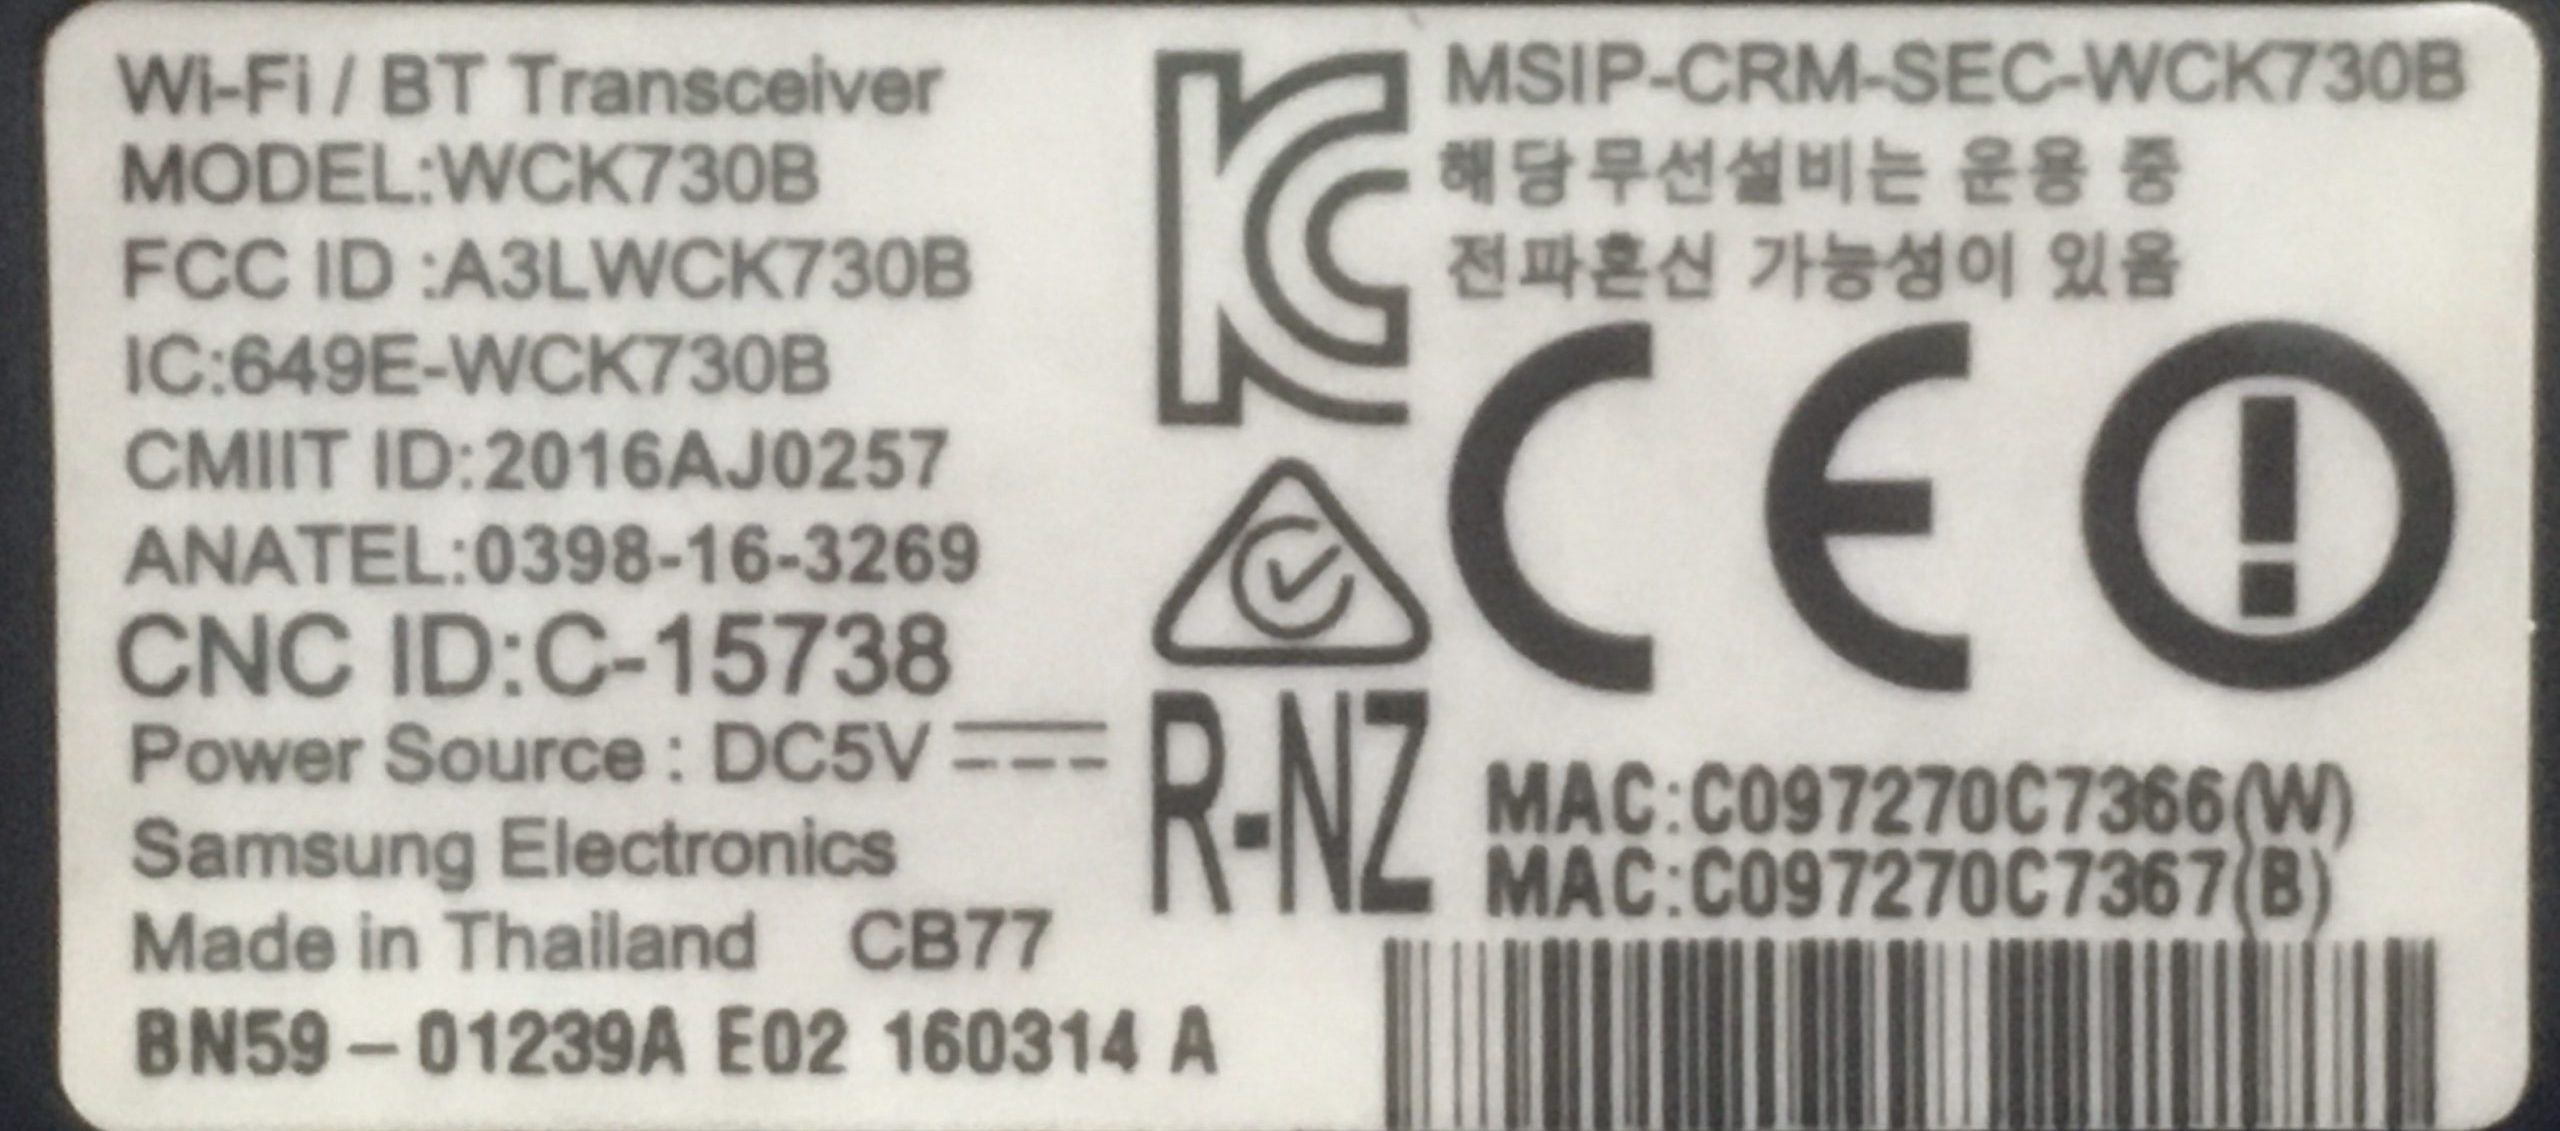 Wi-Fi / BT Transceiver
MODEL:WCK730B
FCC ID :A3LWCK730B
IC:649E-WCK730B
CMIIT ID:2016AJ0257
ANATEL:0398-16-3269
CNC ID:C-15738
Power Source : DC5V
Samsung Electronics
Made in Thailand CB77
BN59-01239A E02 160314 A
R-NZ
MSIP-CRM-SEC-WCK730B
해당무선설비는 운용 중
전파혼신 가능성이 있음
CE
MAC:C097270C7366(W)
MAC:C097270C7367(B)